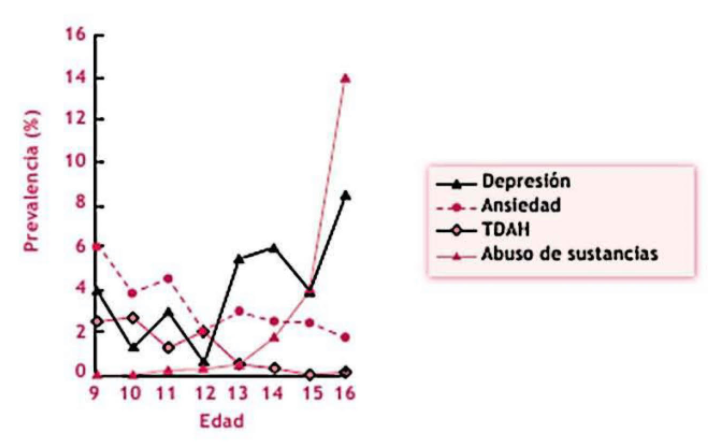 16
14
12
10
8
6
4
2
0
Prevalencia (%)
9 10 11 12 13 14 15 16
Edad
Depresión
Ansiedad
TDAH
Abuso de sustancias